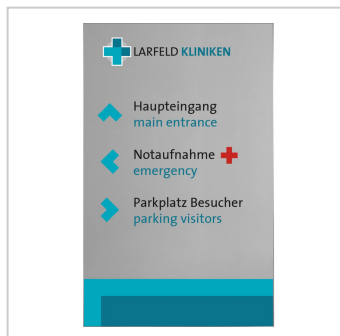 LARFELD KLINIKEN
Haupteingang
main entrance
Notaufnahme
emergency
Parkplatz Besucher
parking visitors